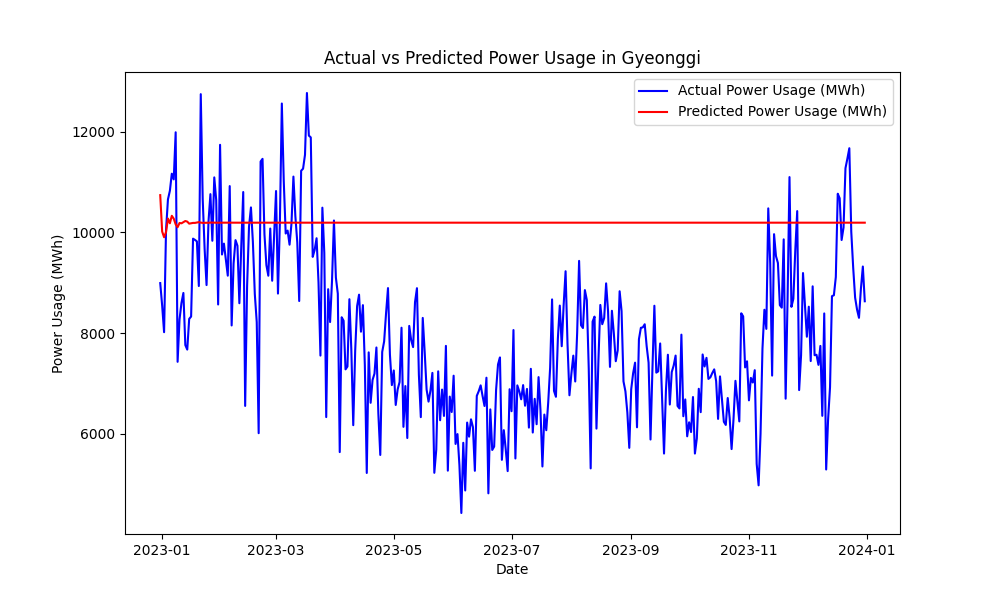 Actual vs Predicted Power Usage in Gyeonggi
Actual Power Usage (MWh)
Predicted Power Usage (MWh)
Power Usage (MWh)
12000
10000
8000
6000
2023-01
2023-03
2023-05
2023-07
2023-09
2023-11
2024-01
Date